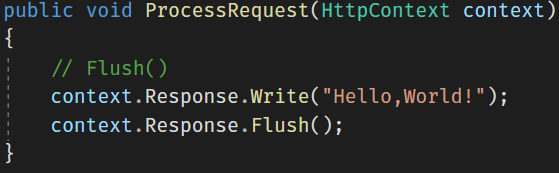 public void ProcessRequest(HttpContext context)
{
// Flush()
context.Response.Write("Hello,World!");
context.Response.Flush();
}